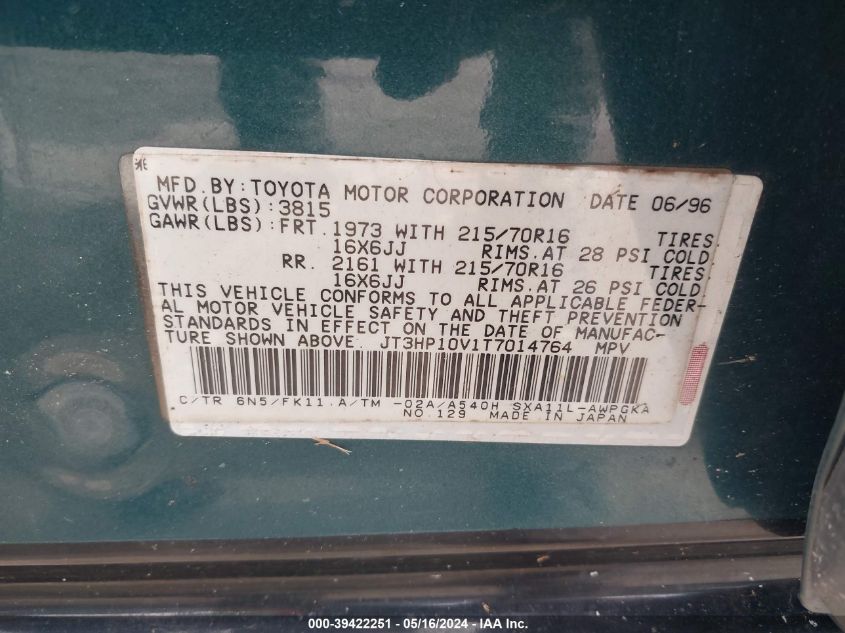 MFD.BY:TOYOTA MOTOR CORPORATION DATE 06/96
GVWR(LBS):3815
GAWR(LBS):FRT.1973 WITH 215/70R16 TIRES
16X6JJ RIMS.AT 28 PSI COLD
RR. 2161 WITH 215/70R16 TIRES
16X6JJ RIMS.AT 26 PSI COLD
THIS VEHICLE CONFORMS TO ALL APPLICABLE FEDER-
AL MOTOR VEHICLE SAFETY AND THEFT PREVENTION
STANDARDS IN EFFECT ON THE DATE OF MANUFAC-
TURE SHOWN ABOVE. JT3HP10V1T7014764 MPV
C/TR 6N5/FK11.A/TM -02A/A540H SXA11L-AWPGKA
NO.129 MADE IN JAPAN
000-39422251 - 05/16/2024 - IAA Inc.